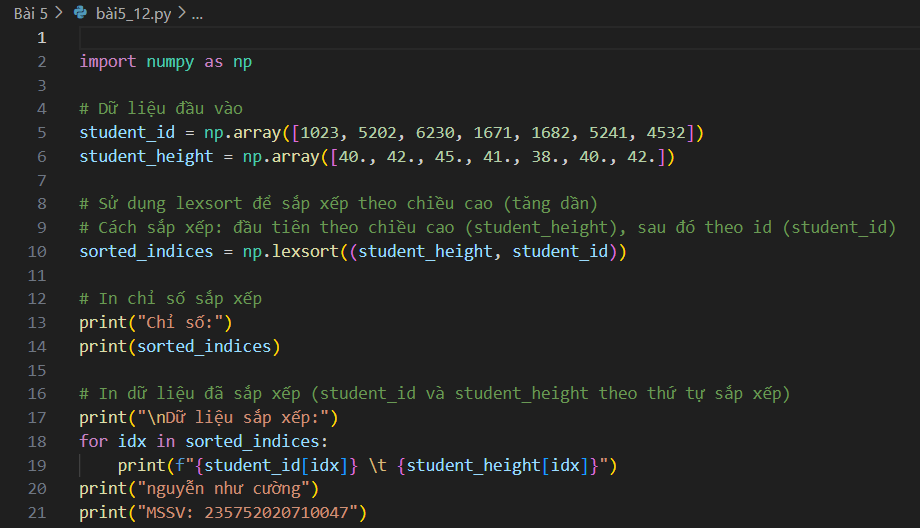 Bài 5 > bài5_12.py > ...
1
2 import numpy as np
3
4 # Dữ liệu đầu vào
5 student_id = np.array([1023, 5202, 6230, 1671, 1682, 5241, 4532])
6 student_height = np.array([40., 42., 45., 41., 38., 40., 42.])
7
8 # Sử dụng lexsort để sắp xếp theo chiều cao (tăng dần)
9 # Cách sắp xếp: đầu tiên theo chiều cao (student_height), sau đó theo id (student_id)
10 sorted_indices = np.lexsort((student_height, student_id))
11
12 # In chỉ số sắp xếp
13 print("Chỉ số:")
14 print(sorted_indices)
15
16 # In dữ liệu đã sắp xếp (student_id và student_height theo thứ tự sắp xếp)
17 print("\nDữ liệu sắp xếp:")
18 for idx in sorted_indices:
19     print(f"{student_id[idx]} \t {student_height[idx]}")
20 print("nguyễn như cường")
21 print("MSSV: 235752020710047")